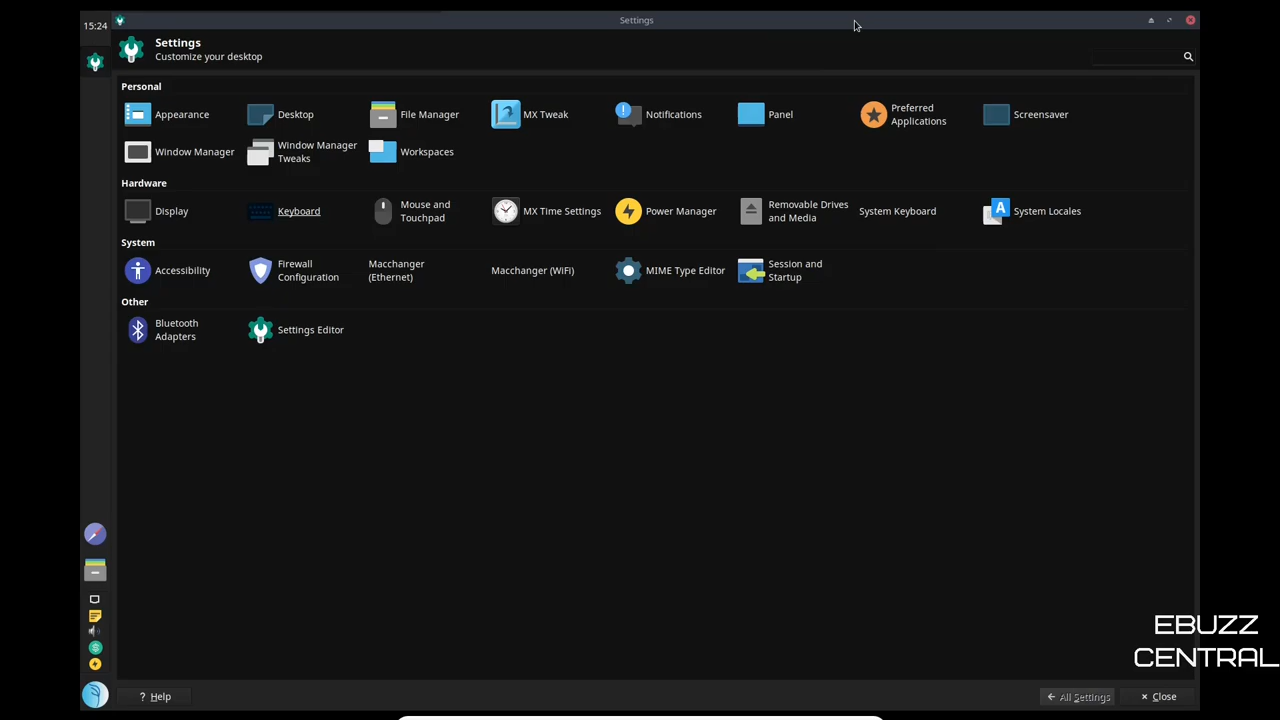 15:24
Settings
Settings
Customize your desktop
Personal
Appearance
Desktop
File Manager
MX Tweak
Notifications
Panel
Preferred
Applications
Screensaver
Window Manager
Window Manager
Tweaks
Workspaces
Hardware
Display
Keyboard
Mouse and
Touchpad
MX Time Settings
Power Manager
Removable Drives
and Media
System Keyboard
A
System Locales
System
Accessibility
Firewall
Configuration
Macchanger
(Ethernet)
Macchanger (WiFi)
MIME Type Editor
Session and
Startup
Other
Bluetooth
Adapters
Settings Editor
EBUZZ
CENTRAL
? Help
All Settings
× Close